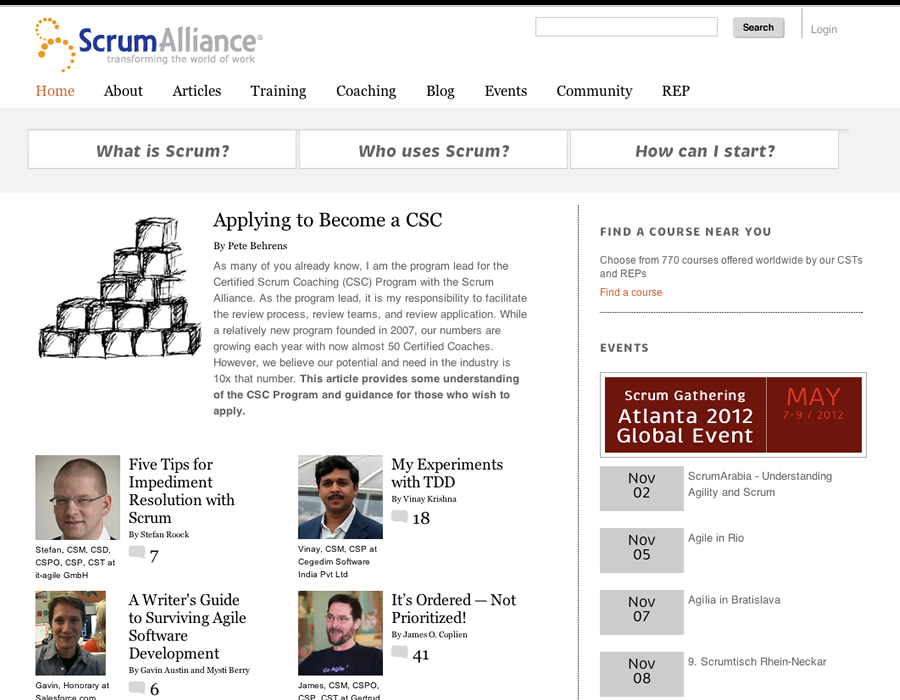 ScrumAlliance®
transforming the world of work
Search
Login
Home About Articles Training Coaching Blog Events Community REP
What is Scrum?
Who uses Scrum?
How can I start?
Applying to Become a CSC
By Pete Behrens
As many of you already know, I am the program lead for the
Certified Scrum Coaching (CSC) Program with the Scrum
Alliance. As the program lead, it is my responsibility to facilitate
the review process, review teams, and review application. While
a relatively new program founded in 2007, our numbers are
growing each year with now almost 50 Certified Coaches.
However, we believe our potential and need in the industry is
10x that number. This article provides some understanding
of the CSC Program and guidance for those who wish to
apply.
Five Tips for
Impediment
Resolution with
Scrum
By Stefan Roock
7
Stefan, CSM, CSD,
CSPO, CSP, CST at
it-agile GmbH
My Experiments
with TDD
By Vinay Krishna
18
Vinay, CSM, CSP at
Cegedim Software
India Pvt Ltd
A Writer's Guide
to Surviving Agile
Software
Development
By Gavin Austin and Mysti Berry
6
Gavin, Honorary at
Salesforce.com
It's Ordered — Not
Prioritized!
By James O. Coplien
41
Go Agile
James, CSM, CSPO,
CSP, CST at Gertrud
FIND A COURSE NEAR YOU
Choose from 770 courses offered worldwide by our CSTs
and REPs
Find a course
EVENTS
Scrum Gathering
Atlanta 2012
Global Event
MAY
7-9 / 2012
Nov
02
ScrumArabia - Understanding
Agility and Scrum
Nov
05
Agile in Rio
Nov
07
Agília in Bratislava
Nov
08
9. Scrumtisch Rhein-Neckar